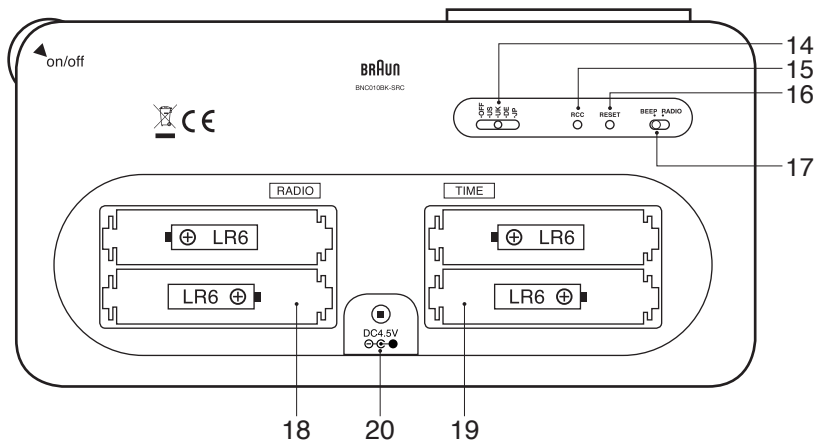 on/off
BRAUN
BNC010BK-SRC
CE
-OFF
-US
-UK
-DE
-JP
RCC
RESET
BEEP RADIO
14
15
16
17
RADIO
TIME
LR6
LR6
LR6
LR6
DC4.5V
18
20
19